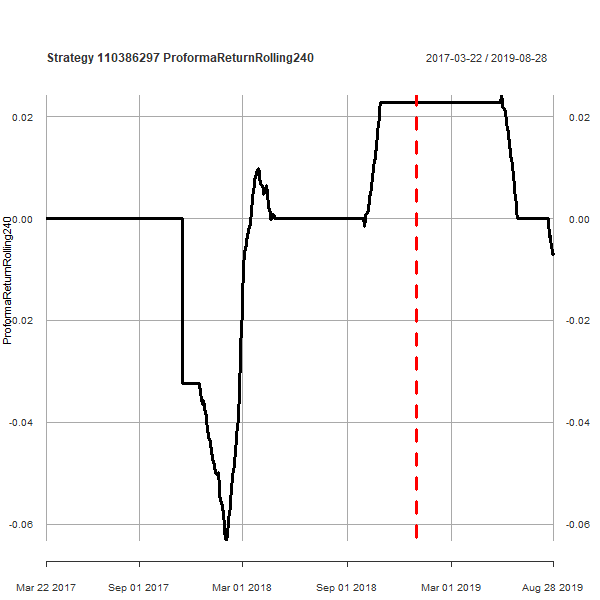 Strategy 110386297 ProformaReturnRolling240
2017-03-22 / 2019-08-28
0.02 0.02
0.00 0.00
-0.02 -0.02
-0.04 -0.04
-0.06 -0.06
ProformaReturnRolling240
Mar 22 2017 Sep 01 2017 Mar 01 2018 Sep 01 2018 Mar 01 2019 Aug 28 2019